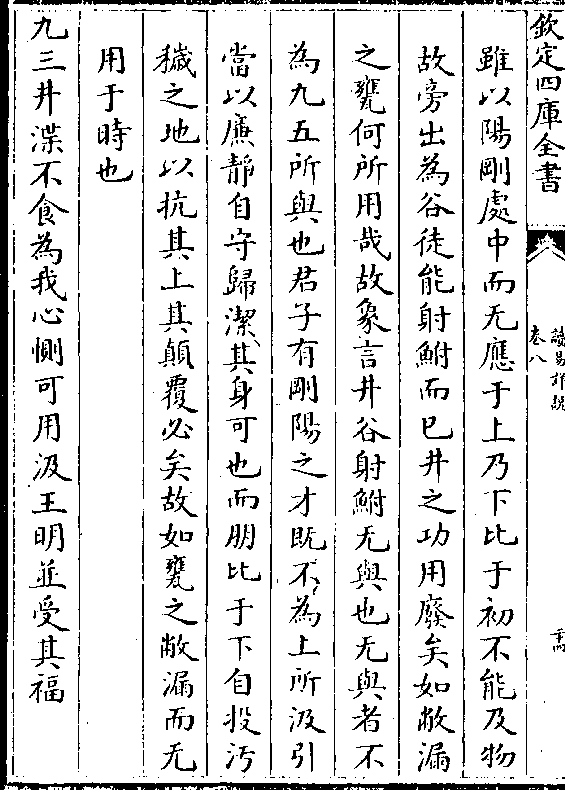 欽定四庫全書
卷八
讀易詳說
雖以陽剛處中而无應于上乃下比于初不能及物
故旁出為谷徒能射鮒而已井之功用廢矣如敝漏
之甕何所用哉故象言井谷射鮒无與也无與者不
為九五所與也君子有剛陽之才既不為上所汲引
當以廉靜自守歸潔其身可也而朋比于下自投汚
穢之地以抗其上其顛覆必矣故如甕之敝漏而无
用于時也
九三井渫不食為我心惻可用汲王明並受其福